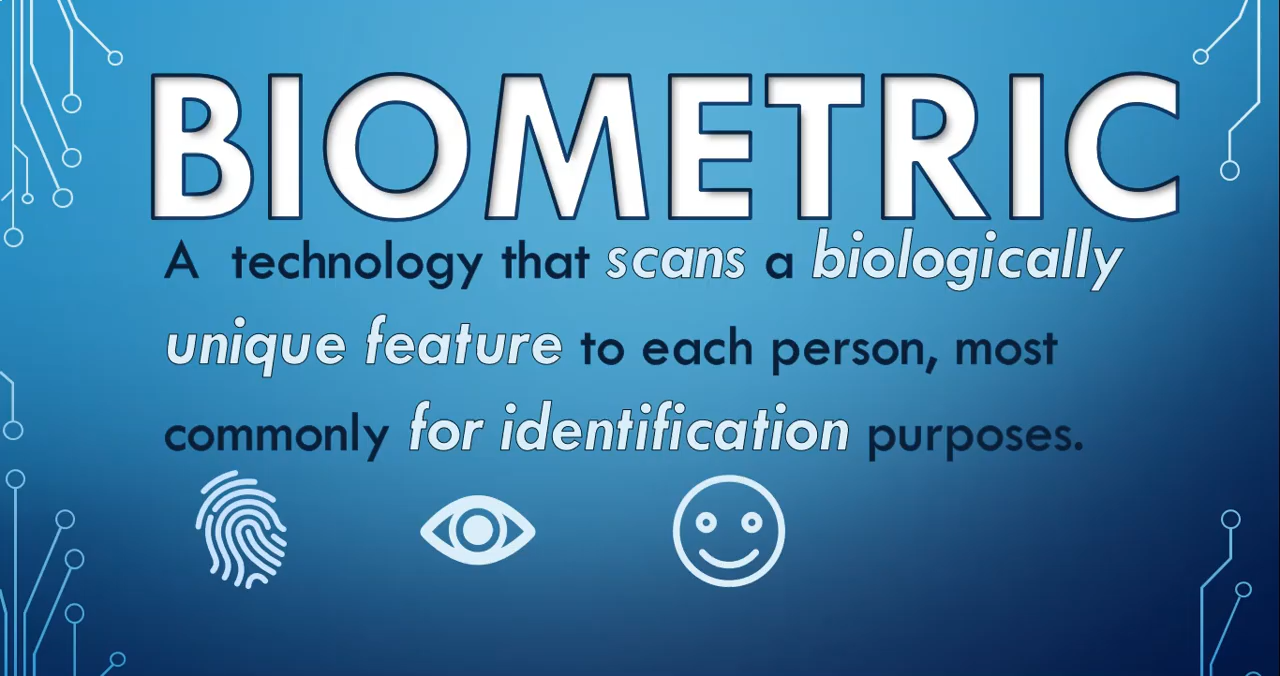 BIOMETRIC
A technology that scans a biologically
unique feature to each person, most
commonly for identification purposes.